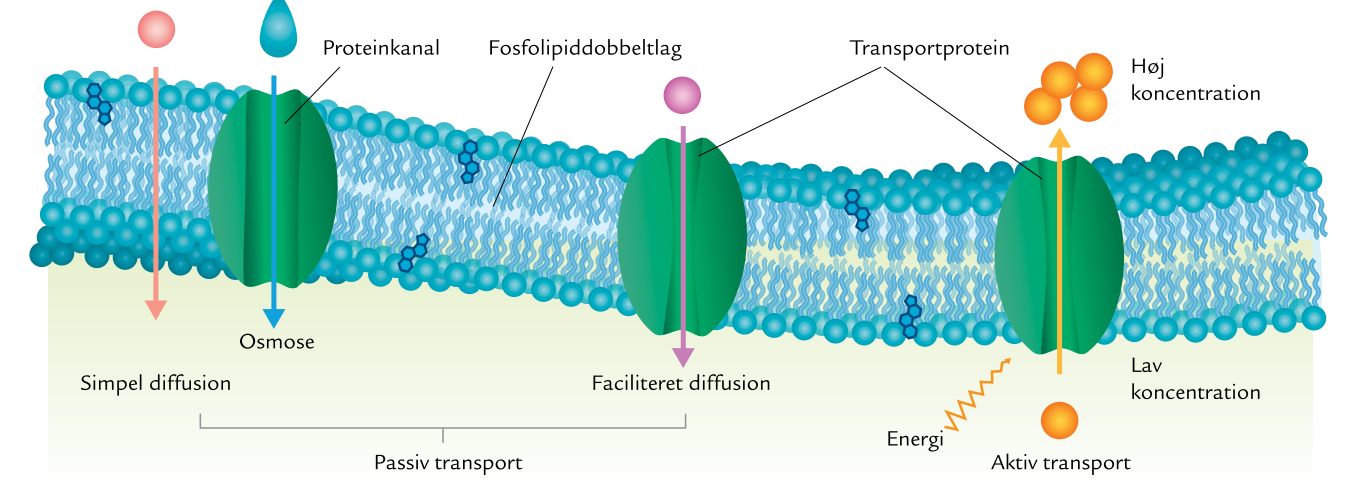 Proteinkanal
Fosfolipiddobbeltlag
Transportprotein
Høj
koncentration
Osmose
Simpel diffusion
Faciliteret diffusion
Lav
koncentration
Energi
Passiv transport
Aktiv transport